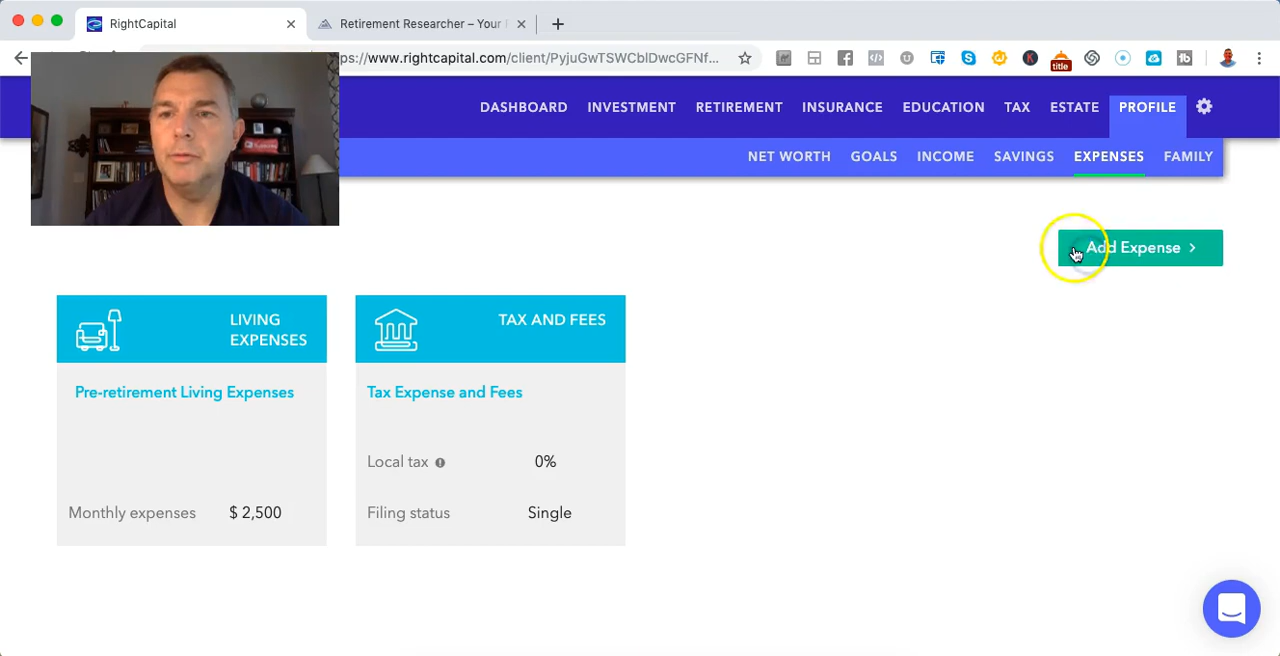 RightCapital
Retirement Researcher – Your
ps://www.rightcapital.com/client/PyjuGwTSWCblDwcGFNf...
title
DASHBOARD INVESTMENT RETIREMENT INSURANCE EDUCATION TAX ESTATE PROFILE
NET WORTH GOALS INCOME SAVINGS EXPENSES FAMILY
Add Expense
LIVING
EXPENSES
Pre-retirement Living Expenses
Monthly expenses $ 2,500
TAX AND FEES
Tax Expense and Fees
Local tax 0%
Filing status Single